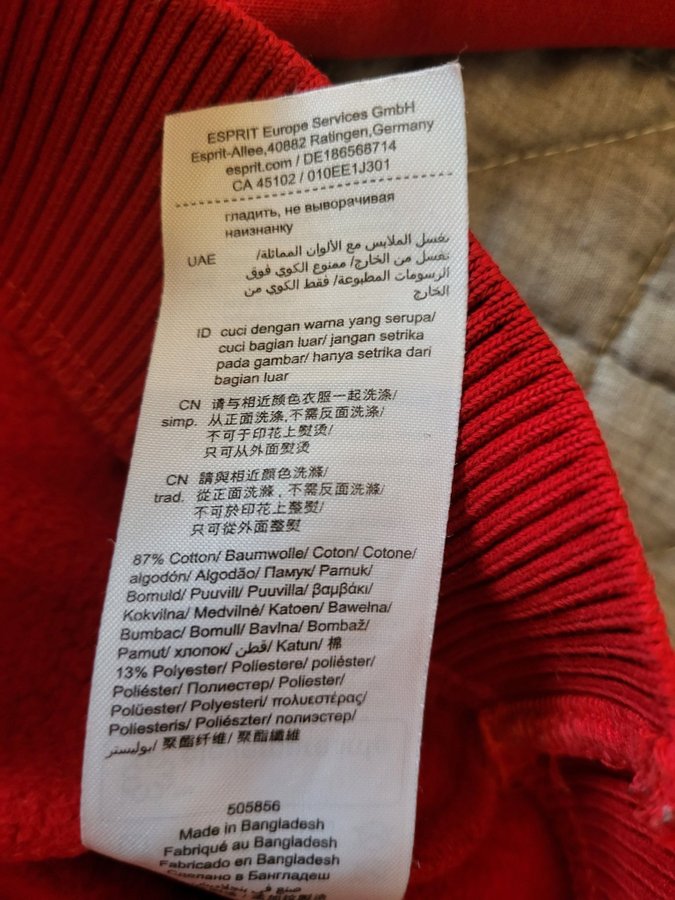 ESPRIT Europe Services GmbH
Esprit-Allee,40882 Ratingen,Germany
esprit.com / DE186568714
CA 45102 / 010EE1J301
гладить, не выворачивая
наизнанку
UAE تغسل الملابس مع الألوان المماثلة/
تغسل من الخارج/ ممنوع الكوي فوق
الرسومات المطبوعة/ فقط الكوي من
الخارج
ID cuci dengan warna yang serupa/
cuci bagian luar/ jangan setrika
pada gambar/ hanya setrika dari
bagian luar
CN 请与相近颜色衣服一起洗涤/
simp. 从正面洗涤,不需反面洗涤/
不可于印花上熨烫/
只可从外面熨烫
CN 請與相近顏色洗滌/
trad. 從正面洗滌，不需反面洗滌/
不可於印花上整熨/
只可從外面整熨
87% Cotton/ Baumwolle/ Coton/ Cotone/
algodón/ Algodão/ Памук/ Pamuk/
Bomuld/ Puuvill/ Puuvilla/ βαμβάκι/
Kokvilna/ Medvilnė/ Katoen/ Bawełna/
Bumbac/ Bomull/ Bavlna/ Bombaž/
Pamut/ хлопок/ قطن/ Katun/ 棉
13% Polyester/ Poliestere/ poliéster/
Poliéster/ Полиестер/ Poliester/
Polüester/ Polyesteri/ πολυεστέρας/
Poliesteris/ Poliészter/ полиэстер/
بوليستر/ 聚酯纤维/ 聚酯纖維
505856
Made in Bangladesh
Fabriqué au Bangladesh
Fabricado en Bangladesh
Сделано в Бангладеш
صنع في بنجلاديش